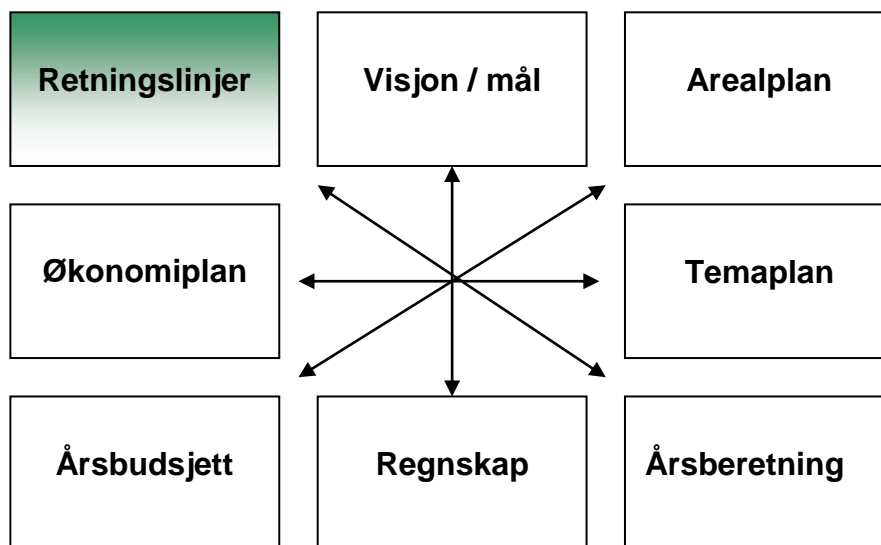 Retningslinjer
Visjon / mål
Arealplan
Økonomiplan
Temaplan
Årsbudsjett
Regnskap
Årsberetning